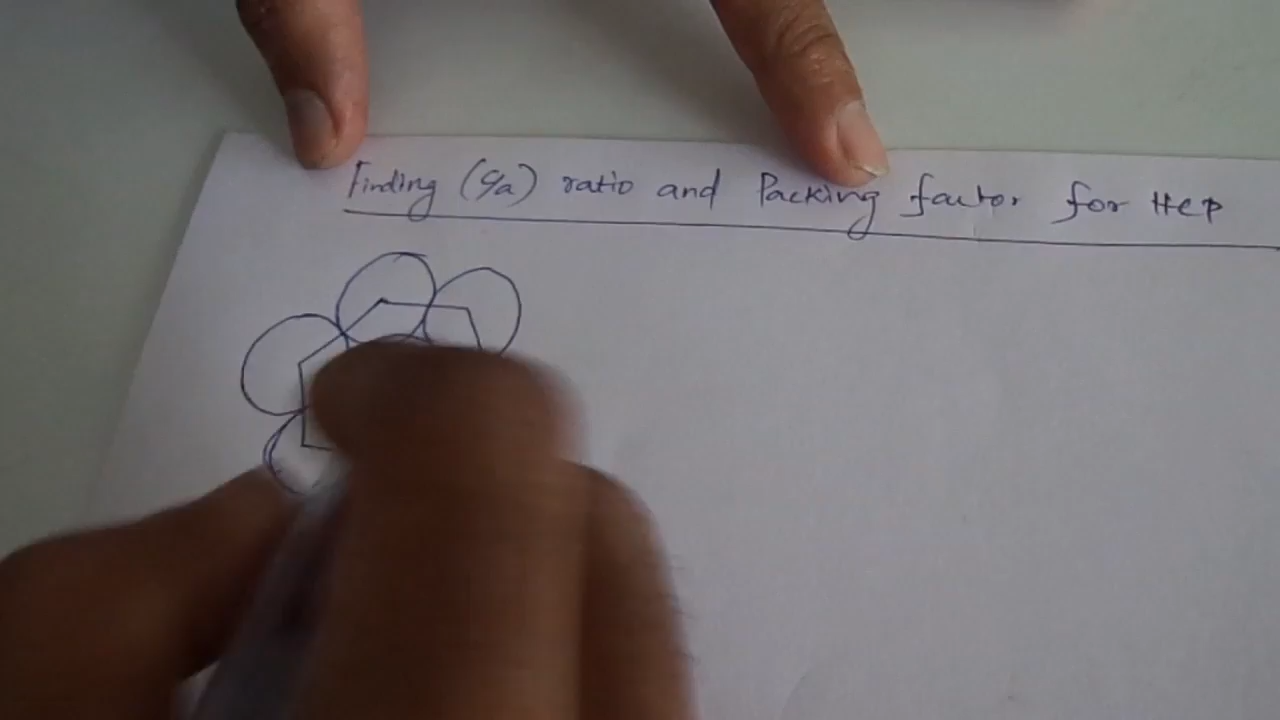 Finding (c/a) ratio and Packing factor for HCP